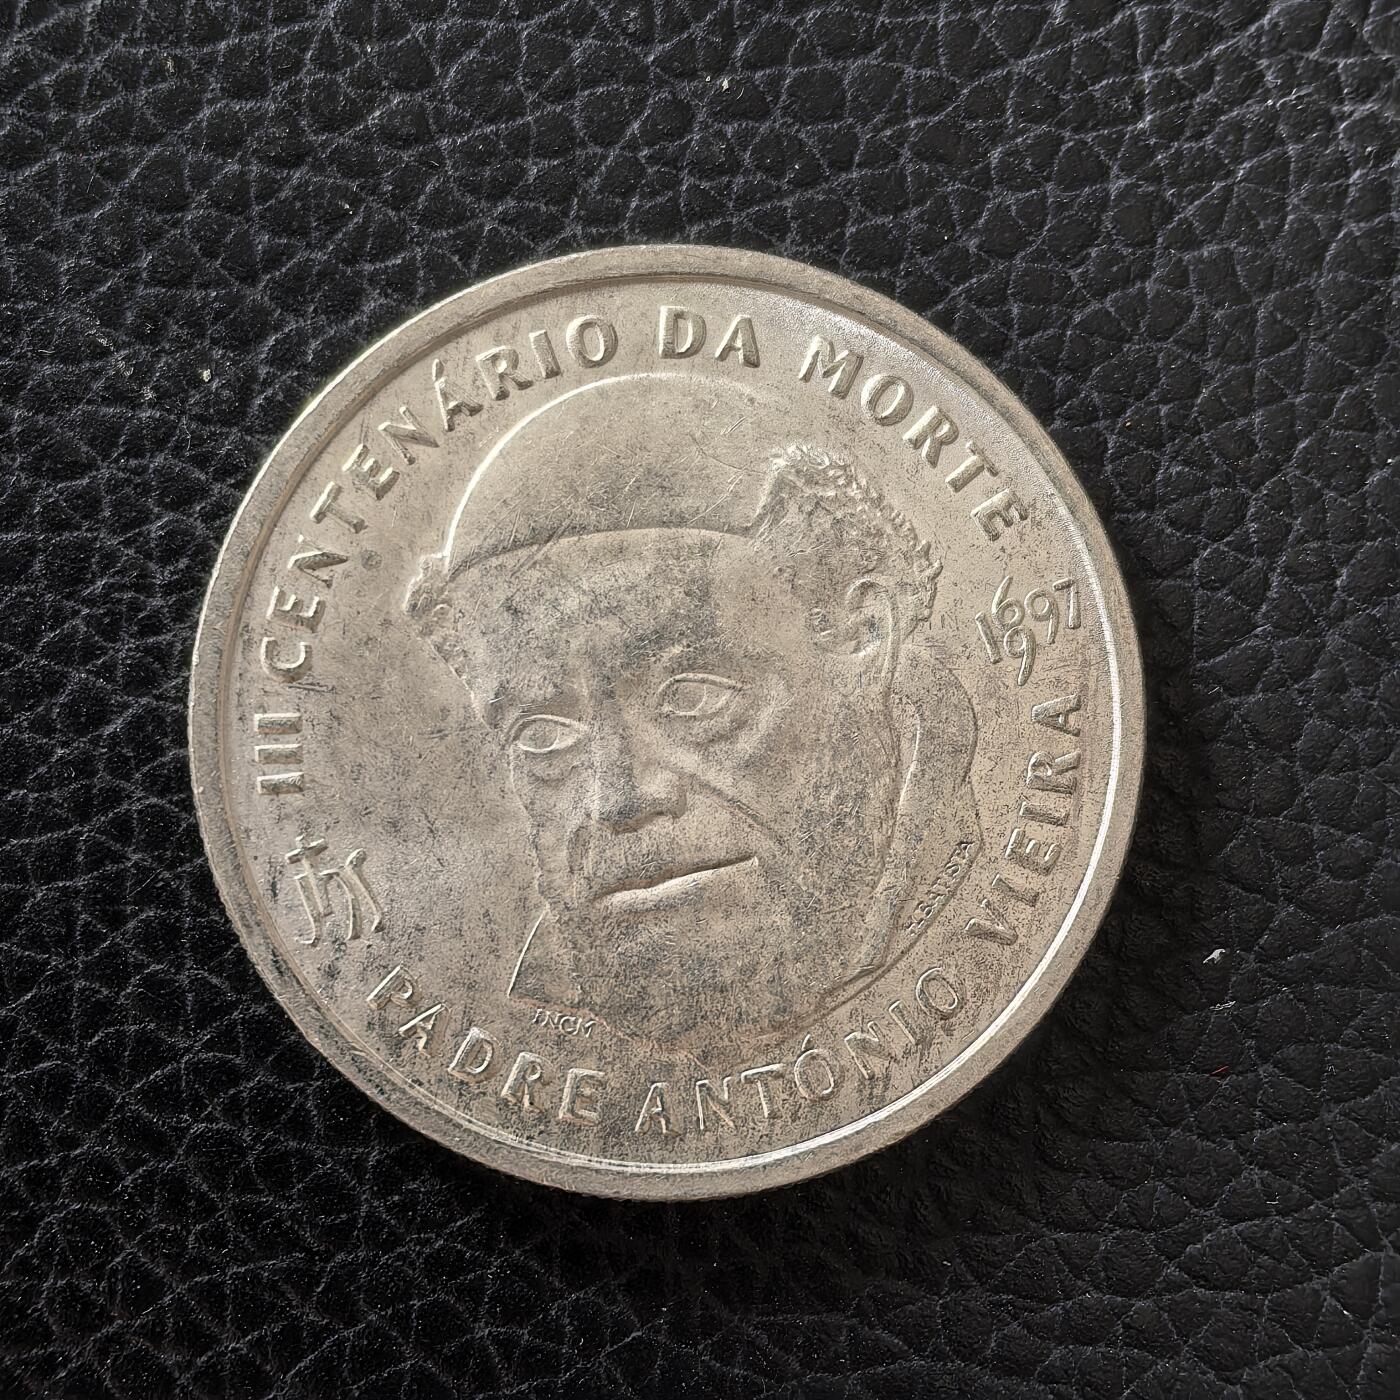 III CENTENÁRIO DA MORTE
1697
1997
PADRE ANTÓNIO VIEIRA
INCM